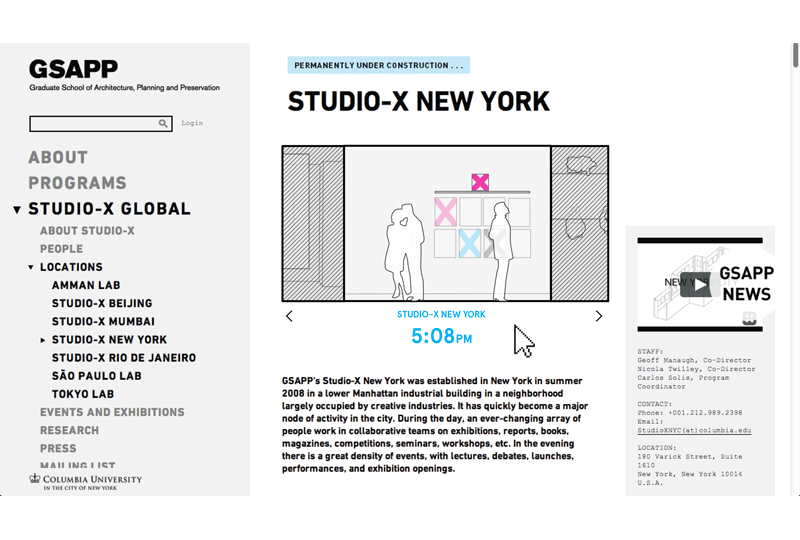 GSAPP
Graduate School of Architecture, Planning and Preservation
Login
ABOUT
PROGRAMS
STUDIO-X GLOBAL
ABOUT STUDIO-X
PEOPLE
LOCATIONS
AMMAN LAB
STUDIO-X BEIJING
STUDIO-X MUMBAI
STUDIO-X NEW YORK
STUDIO-X RIO DE JANEIRO
SÃO PAULO LAB
TOKYO LAB
EVENTS AND EXHIBITIONS
RESEARCH
PRESS
MAILING LIST
COLUMBIA UNIVERSITY
IN THE CITY OF NEW YORK
PERMANENTLY UNDER CONSTRUCTION . . .
STUDIO-X NEW YORK
STUDIO-X NEW YORK
5:08PM
GSAPP's Studio-X New York was established in New York in summer
2008 in a lower Manhattan industrial building in a neighborhood
largely occupied by creative industries. It has quickly become a major
node of activity in the city. During the day, an ever-changing array of
people work in collaborative teams on exhibitions, reports, books,
magazines, competitions, seminars, workshops, etc. In the evening
there is a great density of events, with lectures, debates, launches,
performances, and exhibition openings.
GSAPP
NEWS
STAFF:
Geoff Manaugh, Co-Director
Nicola Twilley, Co-Director
Carlos Solis, Program
Coordinator
CONTACT:
Phone: +001.212.989.2398
Email:
StudioXNYC(at)columbia.edu
LOCATION:
180 Varick Street, Suite
1610
New York, New York 10014
U.S.A.